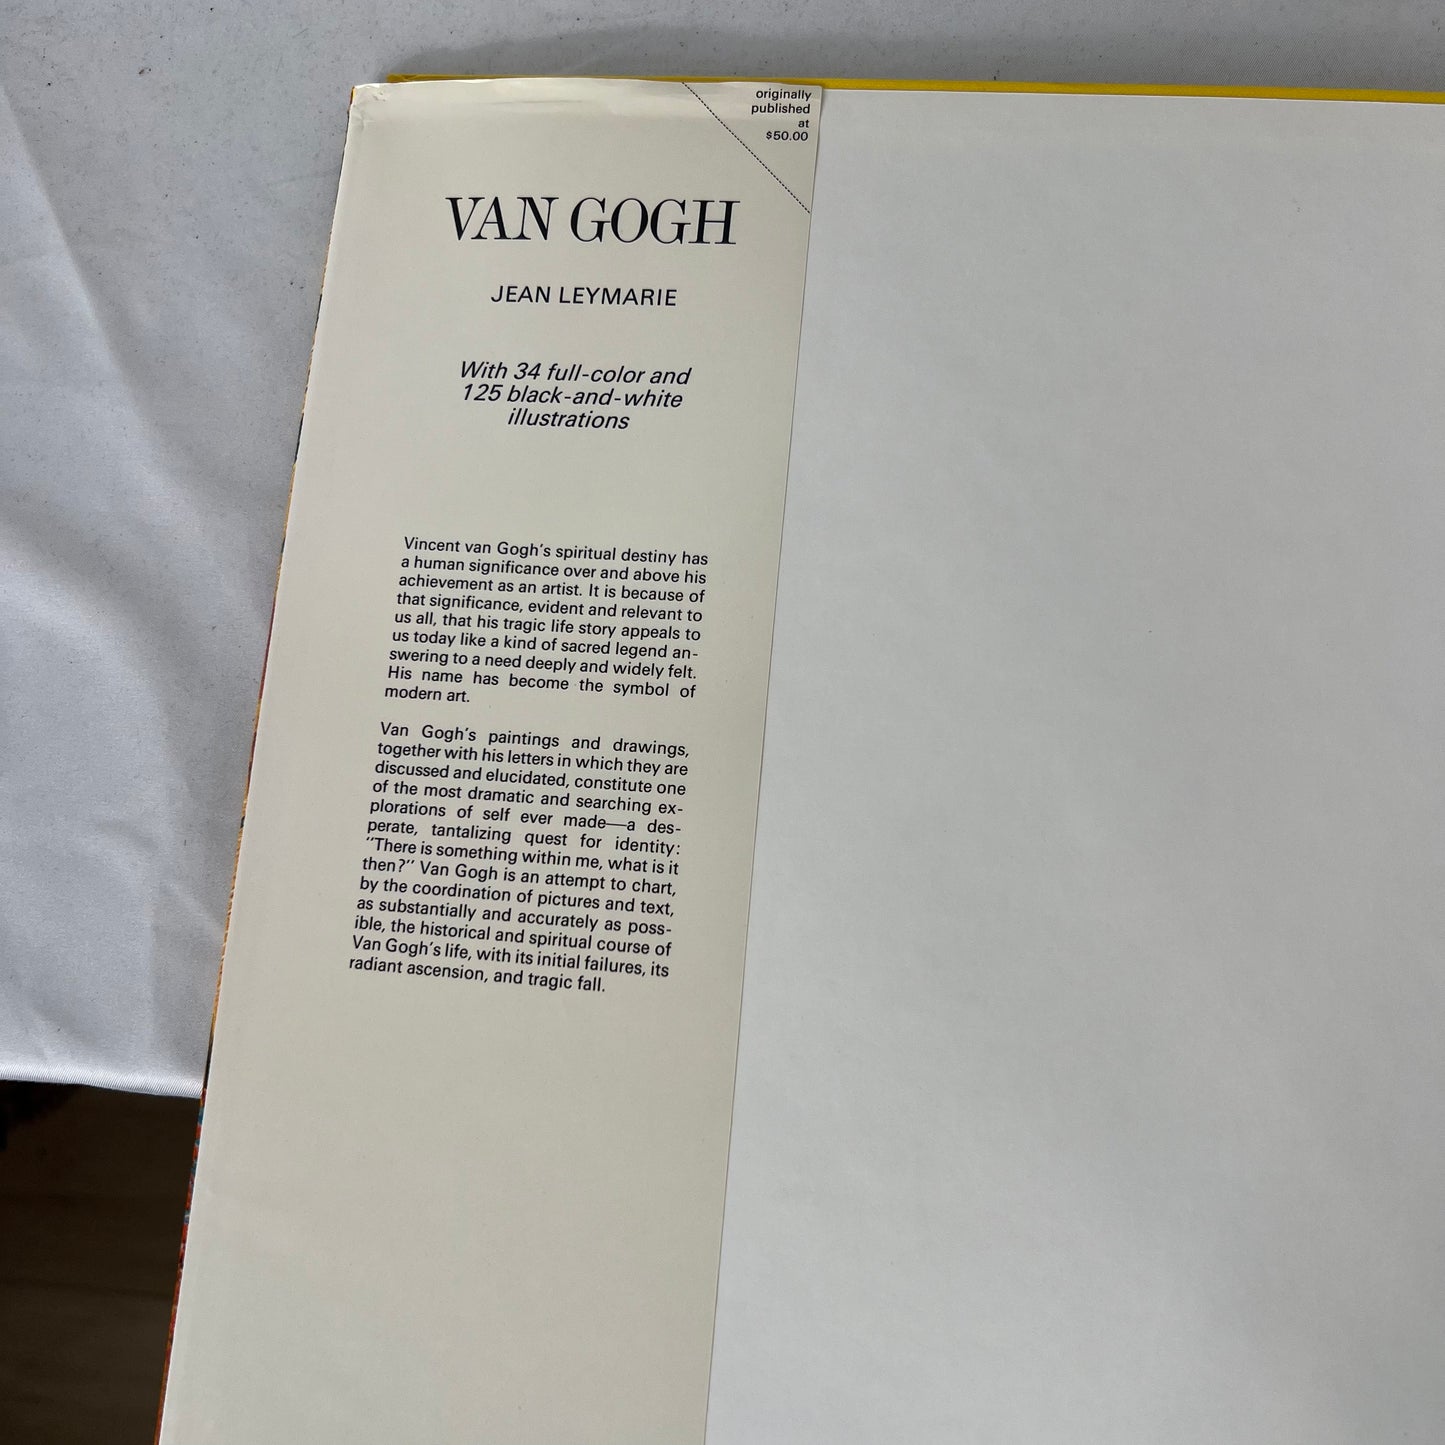 originally
published
at
$50.00
VAN GOGH
JEAN LEYMARIE
With 34 full-color and
125 black-and-white
illustrations
Vincent van Gogh's spiritual destiny has
a human significance over and above his
achievement as an artist. It is because of
that significance, evident and relevant to
us all, that his tragic life story appeals to
us today like a kind of sacred legend an-
swering to a need deeply and widely felt.
His name has become the symbol of
modern art.
Van Gogh's paintings and drawings,
together with his letters in which they are
discussed and elucidated, constitute one
of the most dramatic and searching ex-
plorations of self ever made—a des-
perate, tantalizing quest for identity:
"There is something within me, what is it
then?" Van Gogh is an attempt to chart,
by the coordination of pictures and text,
as substantially and accurately as poss-
ible, the historical and spiritual course of
Van Gogh's life, with its initial failures, its
radiant ascension, and tragic fall.